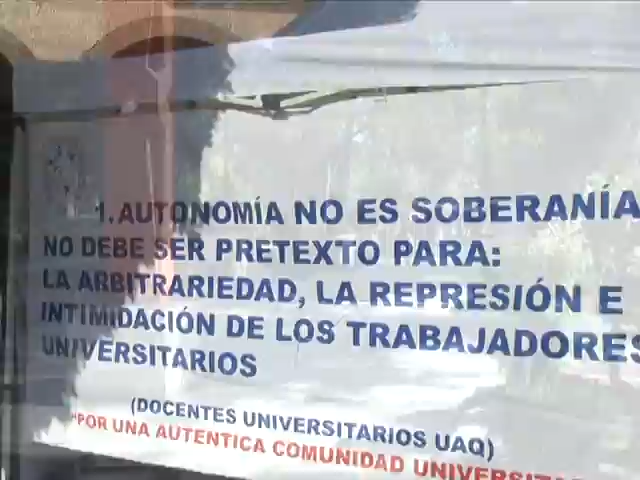 1. AUTONOMÍA NO ES SOBERANÍA
NO DEBE SER PRETEXTO PARA:
LA ARBITRARIEDAD, LA REPRESIÓN E
INTIMIDACIÓN DE LOS TRABAJADORES
UNIVERSITARIOS
(DOCENTES UNIVERSITARIOS UAQ)
"POR UNA AUTENTICA COMUNIDAD